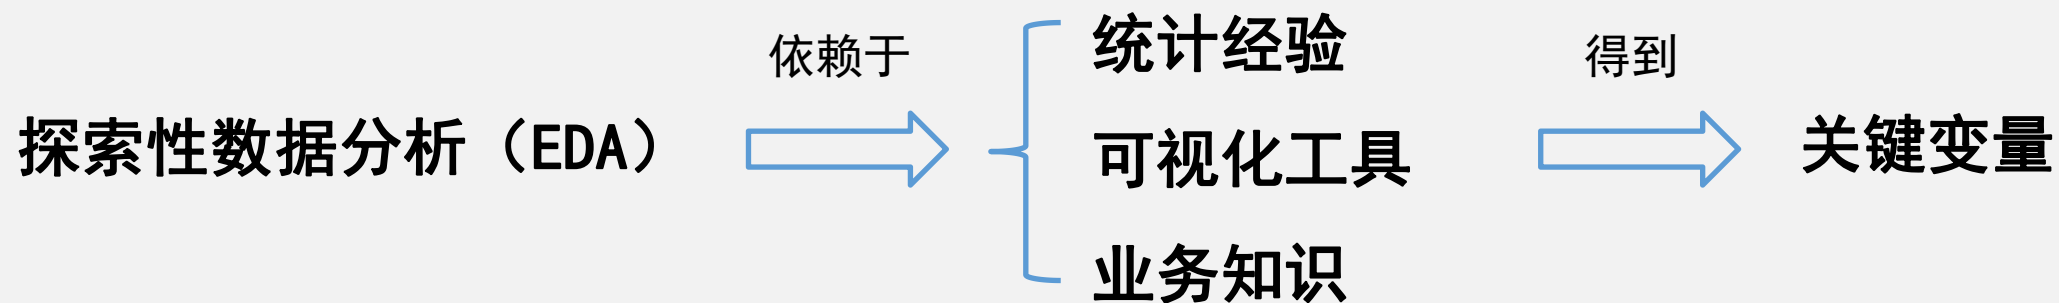 探索性数据分析（EDA）
依赖于
统计经验
可视化工具
业务知识
得到
关键变量